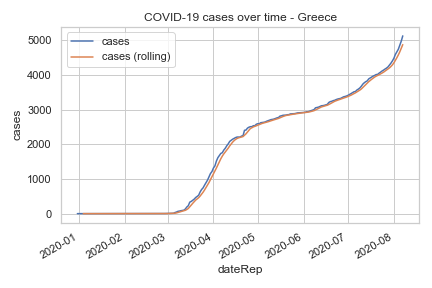 COVID-19 cases over time - Greece
cases
cases (rolling)
5000
4000
3000
2000
1000
0
cases
2020-01
2020-02
2020-03
2020-04
2020-05
2020-06
2020-07
2020-08
dateRep